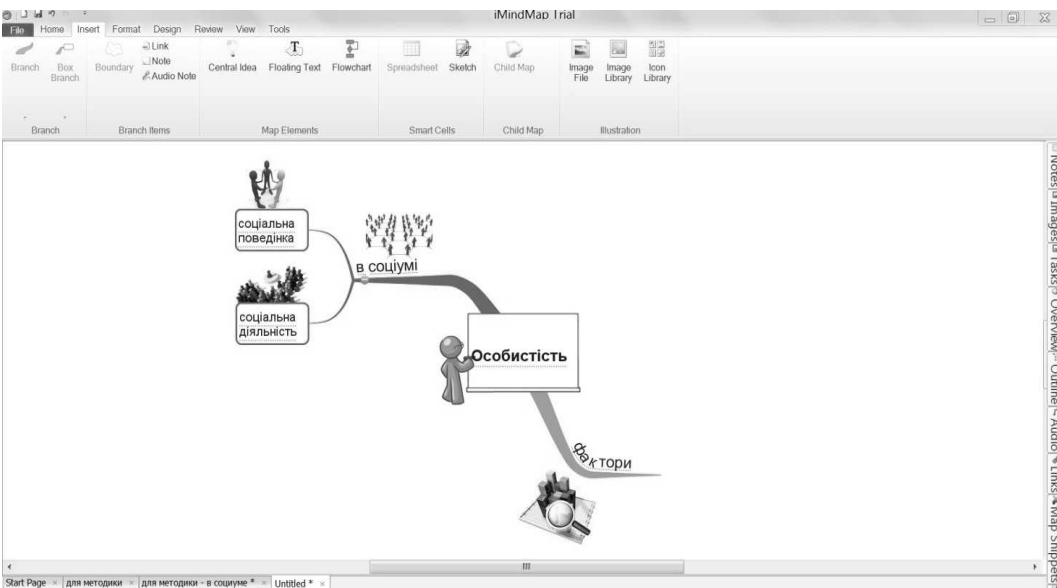 iMindMap Trial
File Home Insert Format Design Review View Tools
Branch
Box Branch
Boundary
Link
Note
Audio Note
Central Idea
Floating Text
Flowchart
Spreadsheet
Sketch
Child Map
Image File
Image Library
Icon Library
Branch
Branch Items
Map Elements
Smart Cells
Child Map
Illustration
соціальна
поведінка
в соціумі
соціальна
діяльність
Особистість
фактори
Notes Images Tasks Overview Outline Audio Links Map Snippets
Start Page × для методики × для методики - в социуме * × Untitled * ×